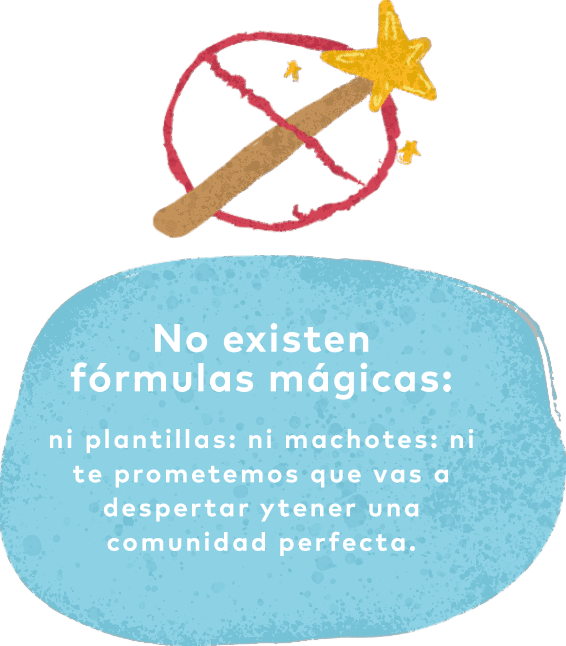 No existen
fórmulas mágicas:
ni plantillas: ni machotes: ni
te prometemos que vas a
despertar ytener una
comunidad perfecta.